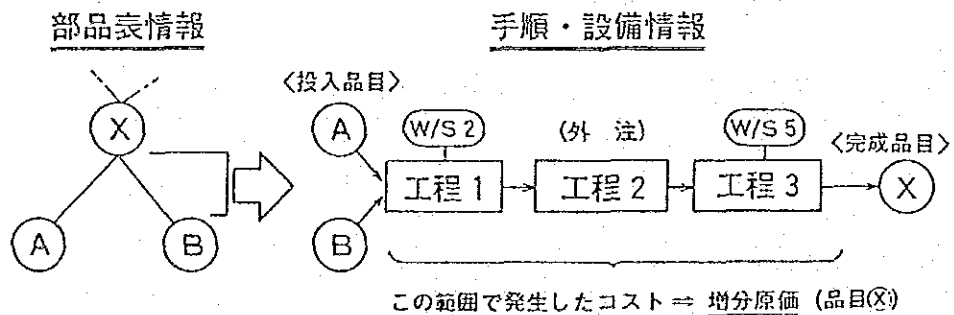 部品表情報
手順・設備情報
〈投入品目〉
X
A
B
A
B
W/S 2
(外 注)
W/S 5
〈完成品目〉
工程 1
工程 2
工程 3
X
この範囲で発生したコスト ⇒ 増分原価 (品目Ⓧ)